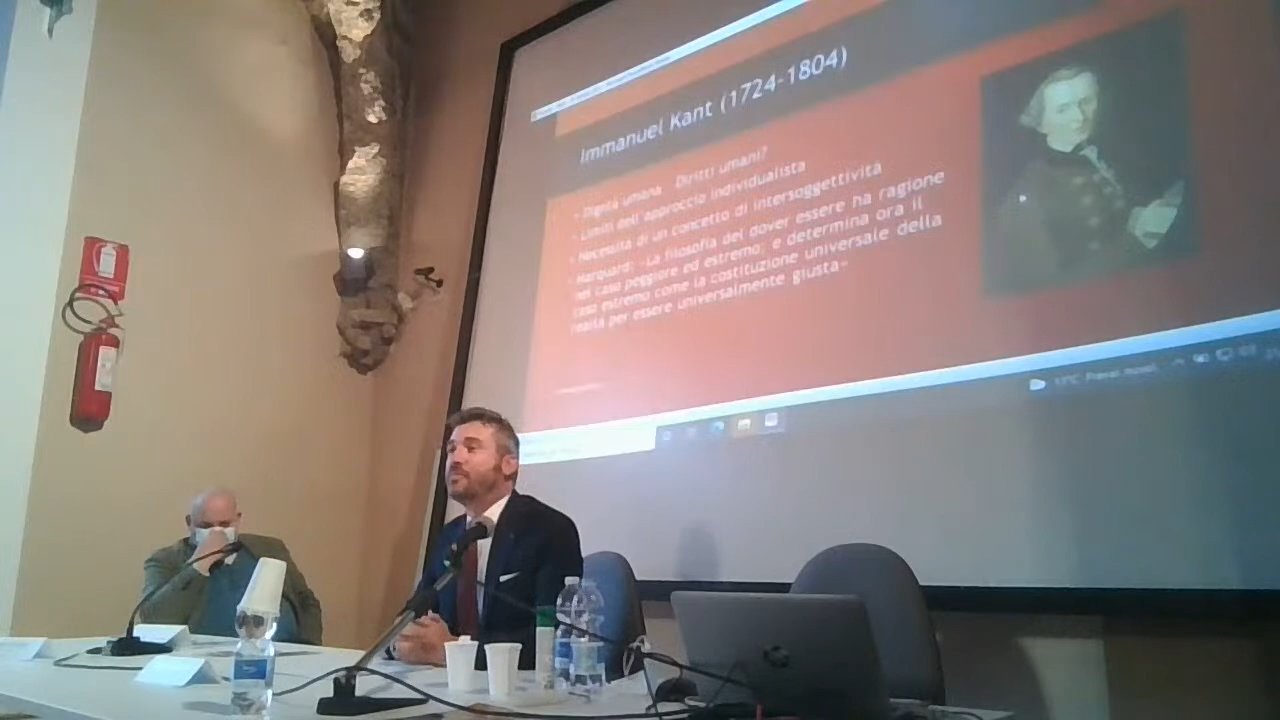 Immanuel Kant (1724-1804)
- Dignità umana Diritti umani?
- Limiti dell'approccio individualista
- Necessità di un concetto di intersoggettività
- Marquard: «La filosofia del dover essere ha ragione
nel caso peggiore ed estremo; e determina ora il
caso estremo come la costituzione universale della
realtà per essere universalmente giusta»